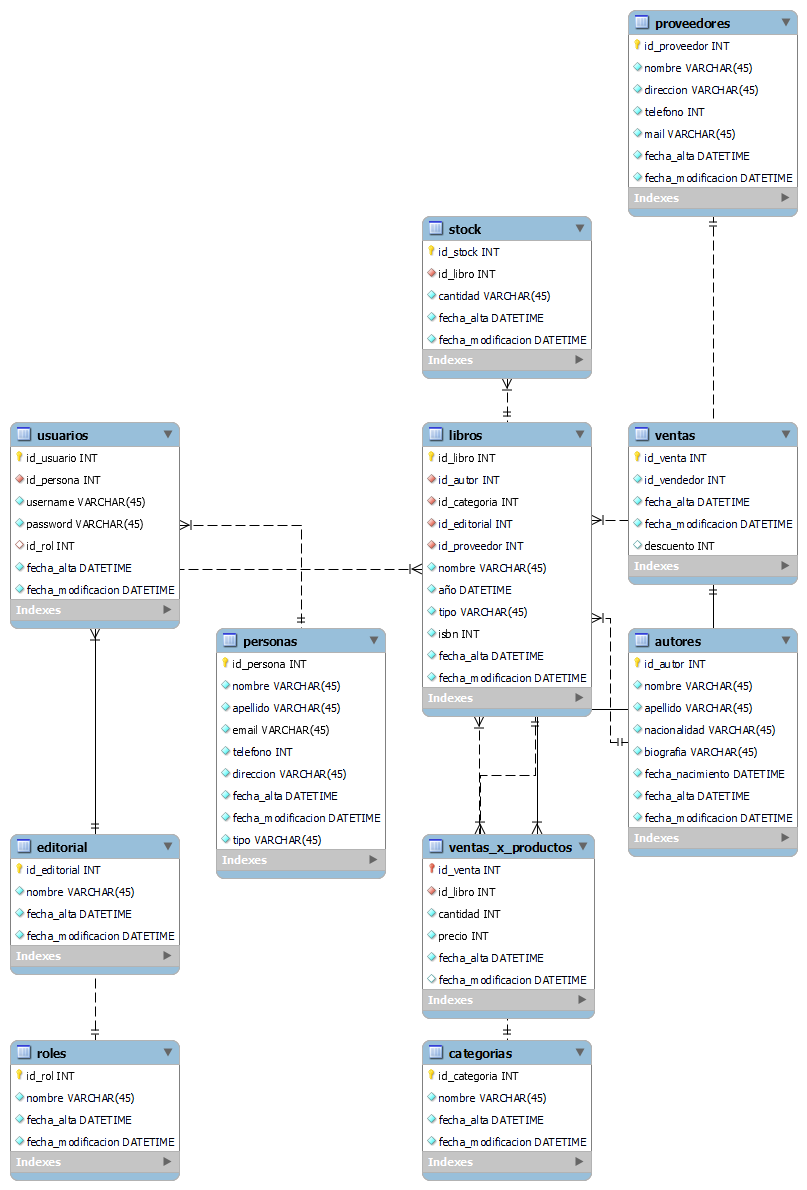 proveedores
id_proveedor INT
nombre VARCHAR(45)
direccion VARCHAR(45)
telefono INT
mail VARCHAR(45)
fecha_alta DATETIME
fecha_modificacion DATETIME
Indexes
stock
id_stock INT
id_libro INT
cantidad VARCHAR(45)
fecha_alta DATETIME
fecha_modificacion DATETIME
Indexes
usuarios
id_usuario INT
id_persona INT
username VARCHAR(45)
password VARCHAR(45)
id_rol INT
fecha_alta DATETIME
fecha_modificacion DATETIME
Indexes
libros
id_libro INT
id_autor INT
id_categoria INT
id_editorial INT
id_proveedor INT
nombre VARCHAR(45)
año DATETIME
tipo VARCHAR(45)
isbn INT
fecha_alta DATETIME
fecha_modificacion DATETIME
Indexes
ventas
id_venta INT
id_vendedor INT
fecha_alta DATETIME
fecha_modificacion DATETIME
descuento INT
Indexes
personas
id_persona INT
nombre VARCHAR(45)
apellido VARCHAR(45)
email VARCHAR(45)
telefono INT
direccion VARCHAR(45)
fecha_alta DATETIME
fecha_modificacion DATETIME
tipo VARCHAR(45)
Indexes
autores
id_autor INT
nombre VARCHAR(45)
apellido VARCHAR(45)
nacionalidad VARCHAR(45)
biografia VARCHAR(45)
fecha_nacimiento DATETIME
fecha_alta DATETIME
fecha_modificacion DATETIME
Indexes
editorial
id_editorial INT
nombre VARCHAR(45)
fecha_alta DATETIME
fecha_modificacion DATETIME
Indexes
ventas_x_productos
id_venta INT
id_libro INT
cantidad INT
precio INT
fecha_alta DATETIME
fecha_modificacion DATETIME
Indexes
roles
id_rol INT
nombre VARCHAR(45)
fecha_alta DATETIME
fecha_modificacion DATETIME
Indexes
categorias
id_categoria INT
nombre VARCHAR(45)
fecha_alta DATETIME
fecha_modificacion DATETIME
Indexes